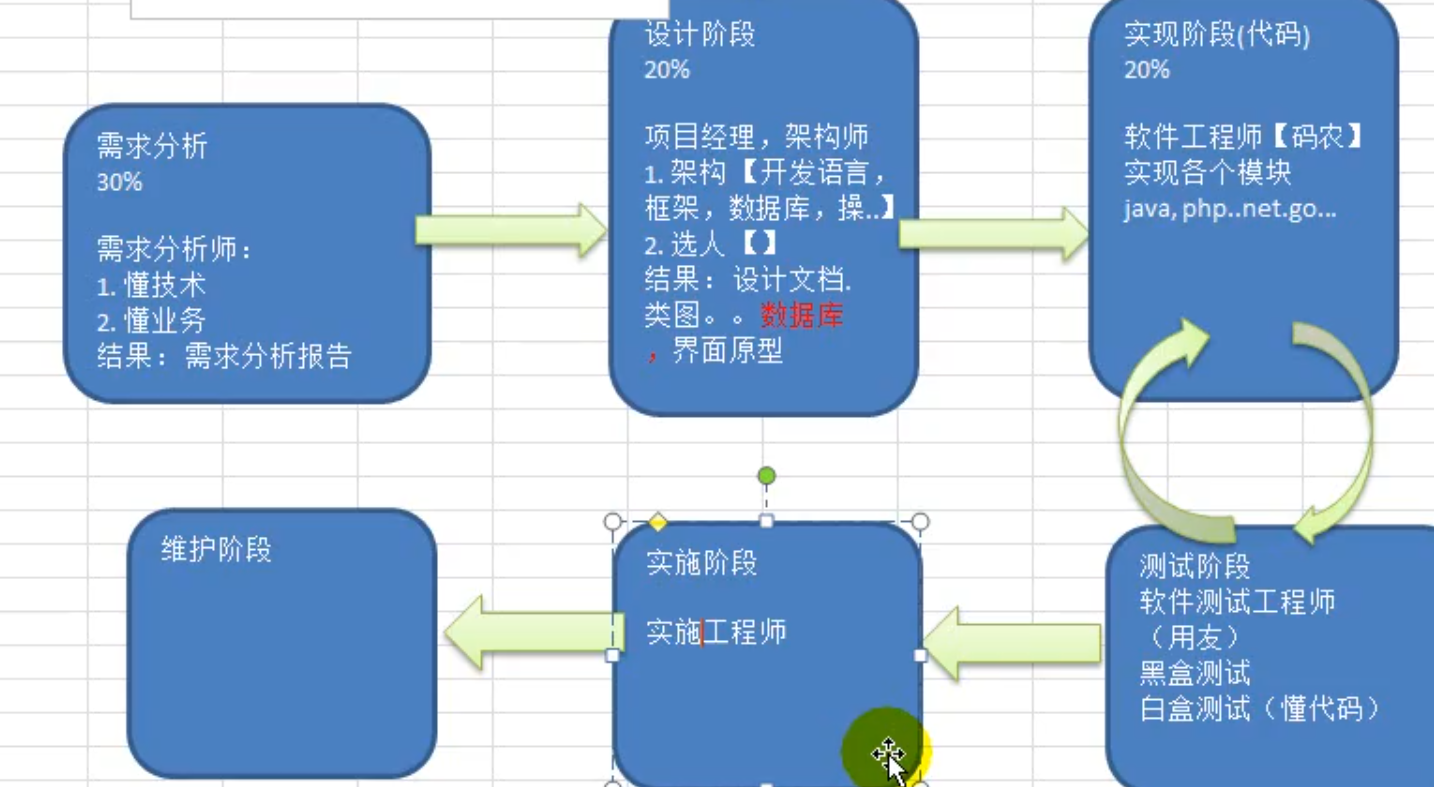 需求分析
30%
需求分析师：
1. 懂技术
2. 懂业务
结果：需求分析报告
设计阶段
20%
项目经理，架构师
1. 架构【开发语言，
框架，数据库，操..】
2. 选人【】
结果：设计文档.
类图。。数据库
，界面原型
实现阶段(代码)
20%
软件工程师【码农】
实现各个模块
java, php..net.go...
测试阶段
软件测试工程师
（用友）
黑盒测试
白盒测试（懂代码）
实施阶段
实施工程师
维护阶段